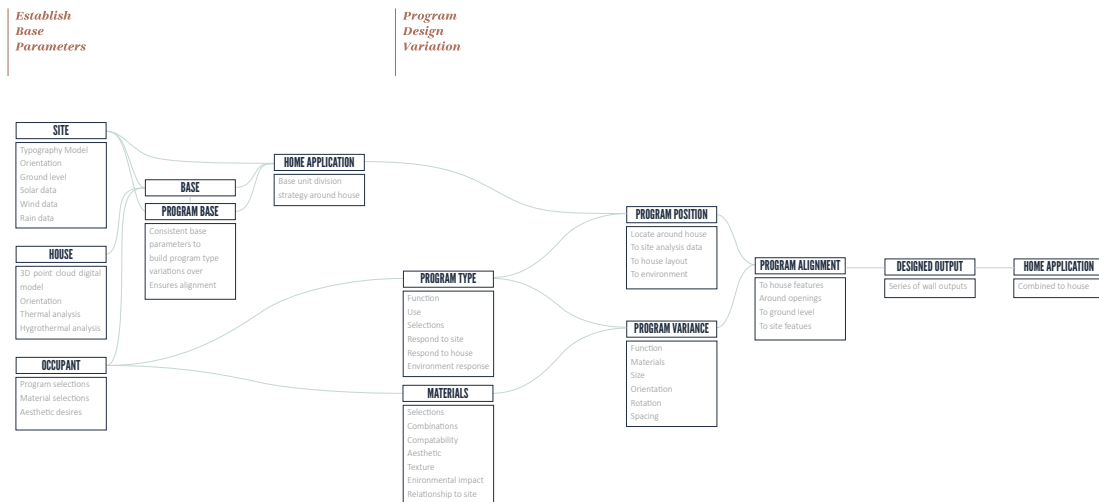 Establish
Base
Parameters
Program
Design
Variation
SITE
Typography Model
Orientation
Ground level
Solar data
Wind data
Rain data
HOUSE
3D point cloud digital
model
Orientation
Thermal analysis
Hygrothermal analysis
OCCUPANT
Program selections
Material selections
Aesthetic desires
BASE
PROGRAM BASE
Consistent base
parameters to
build program type
variations over
Ensures alignment
HOME APPLICATION
Base unit division
strategy around house
PROGRAM TYPE
Function
Use
Selections
Respond to site
Respond to house
Environment response
MATERIALS
Selections
Combinations
Compatability
Aesthetic
Texture
Enironmental impact
Relationship to site
PROGRAM POSITION
Locate around house
To site analysis data
To house layout
To environment
PROGRAM VARIANCE
Function
Materials
Size
Orientation
Rotation
Spacing
PROGRAM ALIGNMENT
To house features
Around openings
To ground level
To site featues
DESIGNED OUTPUT
Series of wall outputs
HOME APPLICATION
Combined to house